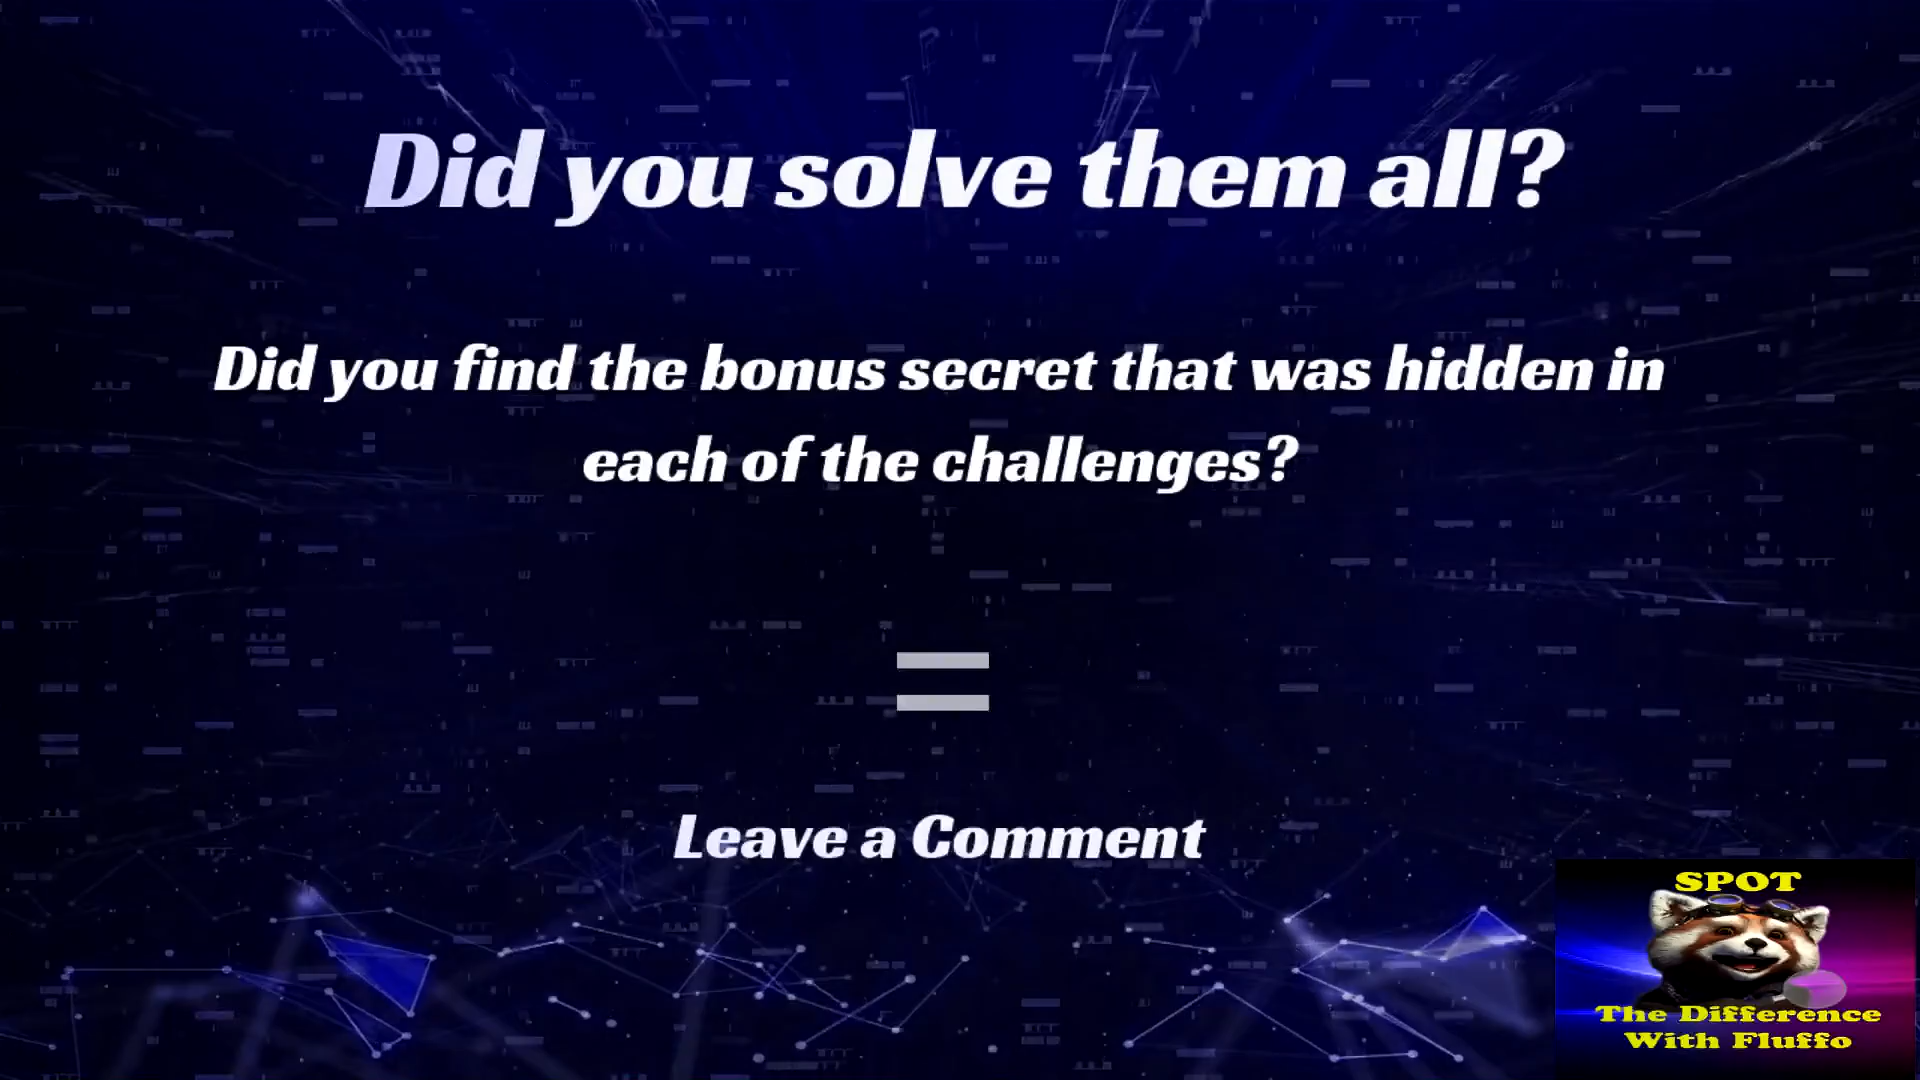 Did you solve them all?
Did you find the bonus secret that was hidden in
each of the challenges?
=
Leave a Comment
SPOT
The Difference
With Fluffo